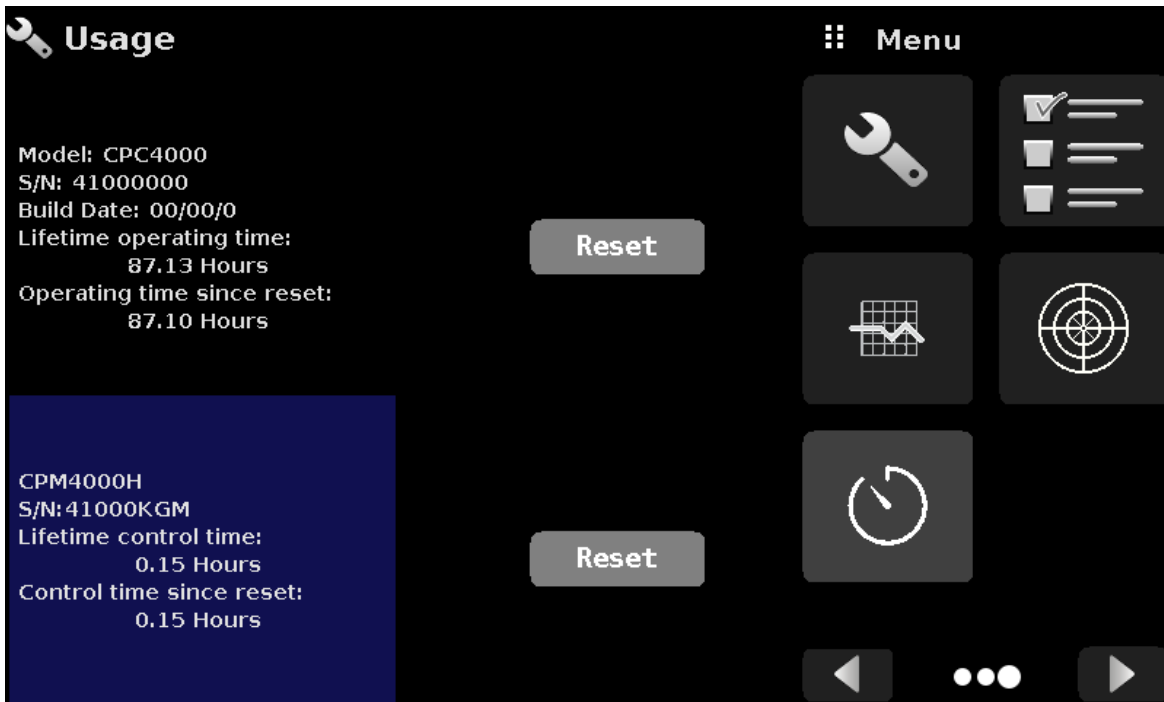 Usage
Menu
Model: CPC4000
S/N: 41000000
Build Date: 00/00/0
Lifetime operating time:
87.13 Hours
Operating time since reset:
87.10 Hours
Reset
CPM4000H
S/N:41000KGM
Lifetime control time:
0.15 Hours
Control time since reset:
0.15 Hours
Reset